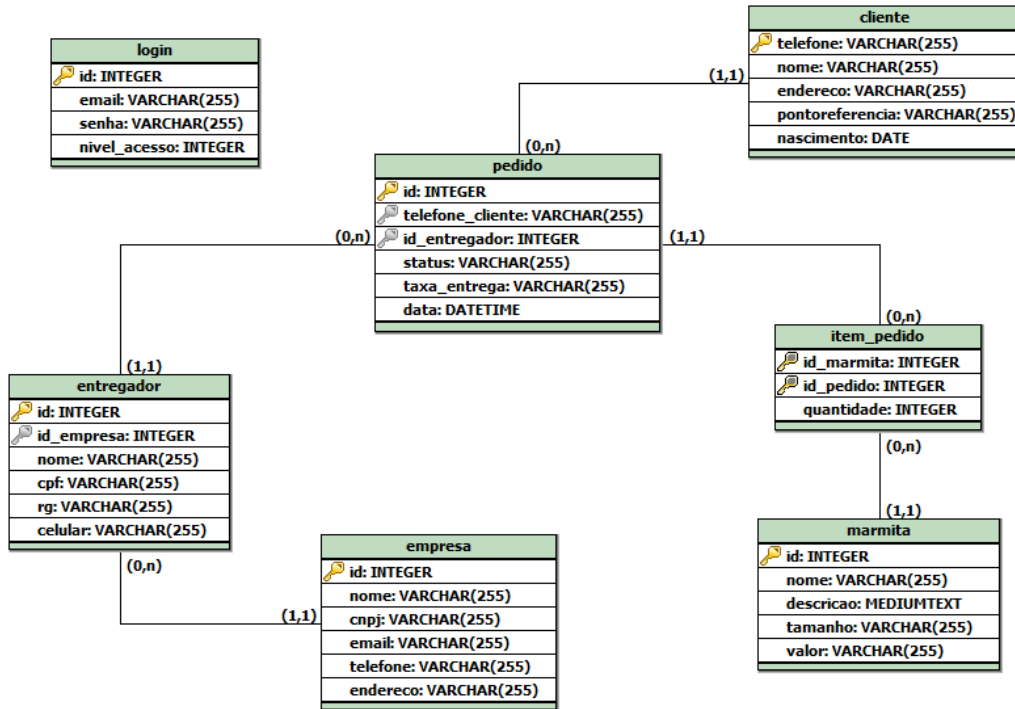 cliente
telefone: VARCHAR(255)
nome: VARCHAR(255)
endereco: VARCHAR(255)
pontoreferencia: VARCHAR(255)
nascimento: DATE
login
id: INTEGER
email: VARCHAR(255)
senha: VARCHAR(255)
nivel_acesso: INTEGER
(1,1)
(0,n)
pedido
id: INTEGER
telefone_cliente: VARCHAR(255)
id_entregador: INTEGER
status: VARCHAR(255)
taxa_entrega: VARCHAR(255)
data: DATETIME
(0,n)
(1,1)
(0,n)
item_pedido
id_marmita: INTEGER
id_pedido: INTEGER
quantidade: INTEGER
(0,n)
(1,1)
(1,1)
entregador
id: INTEGER
id_empresa: INTEGER
nome: VARCHAR(255)
cpf: VARCHAR(255)
rg: VARCHAR(255)
celular: VARCHAR(255)
(0,n)
(1,1)
empresa
id: INTEGER
nome: VARCHAR(255)
cnpj: VARCHAR(255)
email: VARCHAR(255)
telefone: VARCHAR(255)
endereco: VARCHAR(255)
marmita
id: INTEGER
nome: VARCHAR(255)
descricao: MEDIUMTEXT
tamanho: VARCHAR(255)
valor: VARCHAR(255)